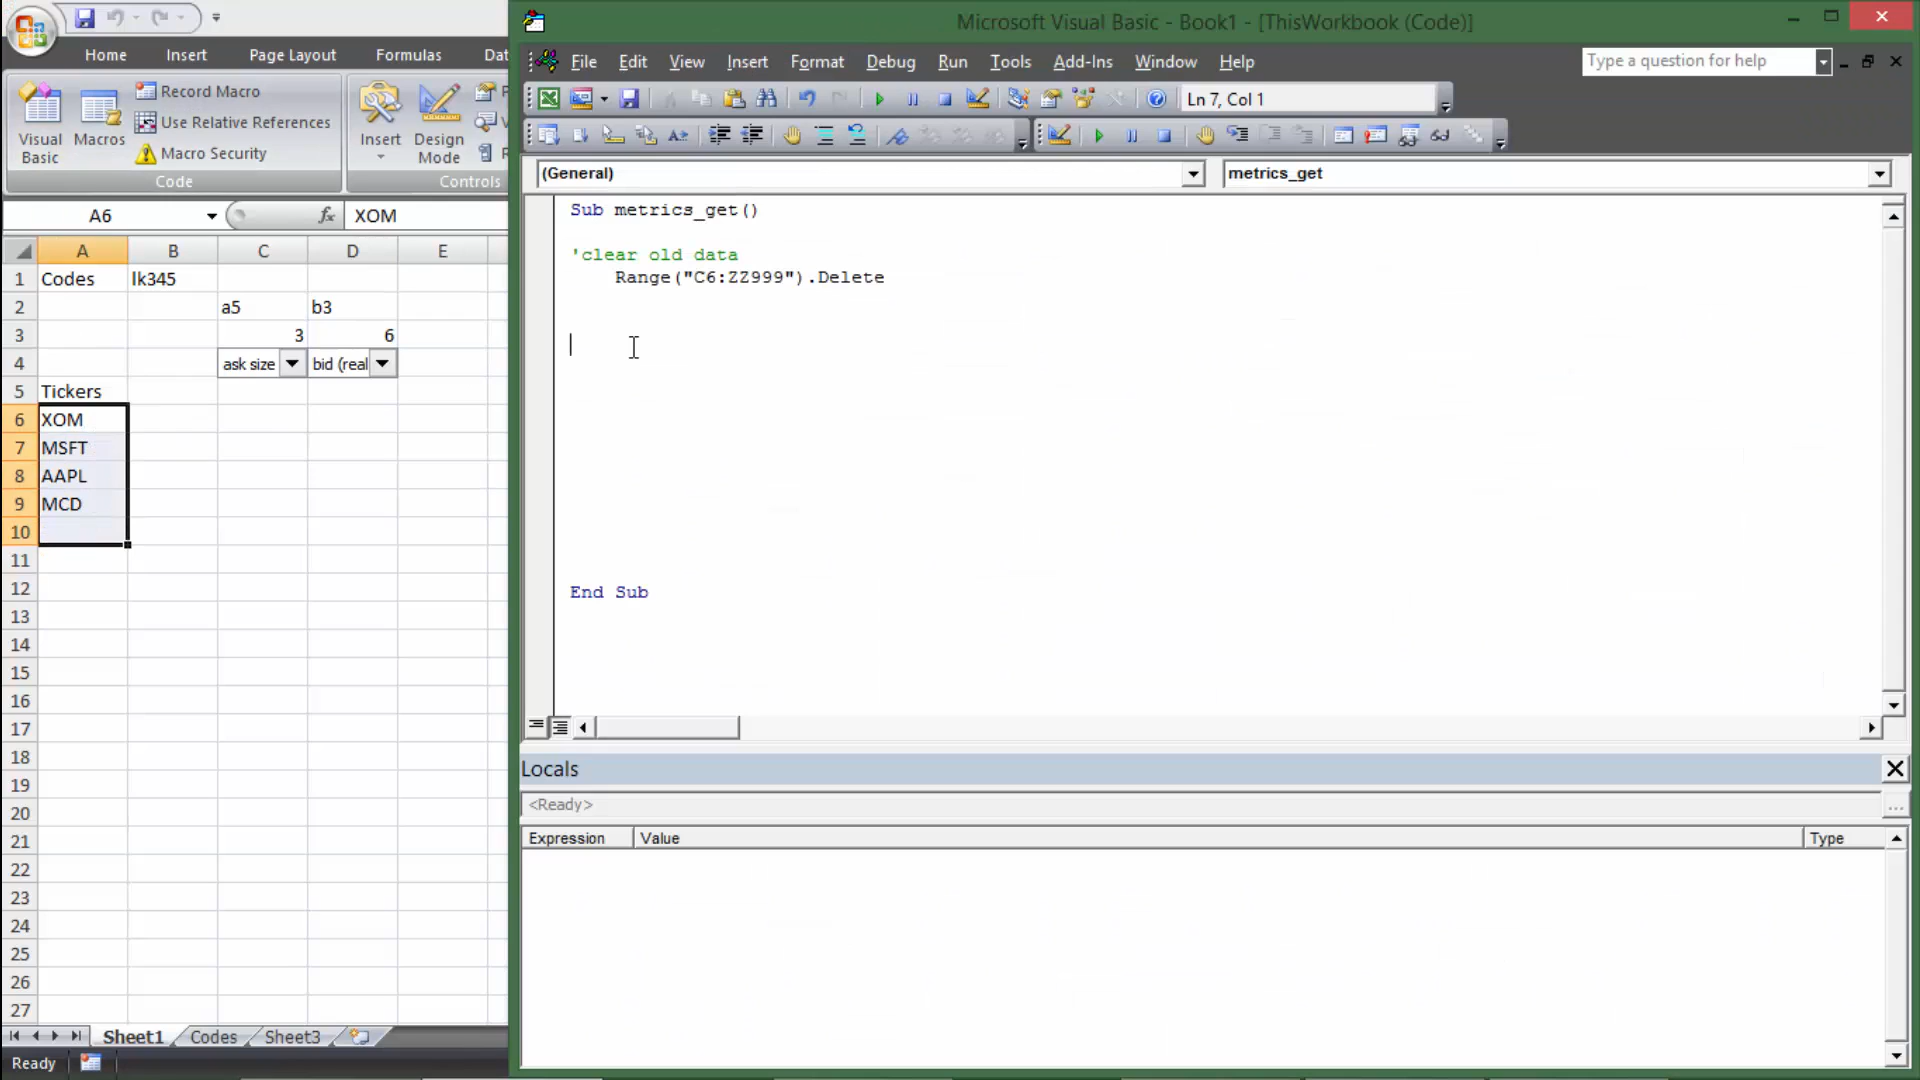 Microsoft Visual Basic - Book1 - [ThisWorkbook (Code)]
Home Insert Page Layout Formulas
File Edit View Insert Format Debug Run Tools Add-Ins Window Help
Type a question for help
Visual Basic
Macros
Record Macro
Use Relative References
Macro Security
Code
Insert
Design Mode
Controls
Ln 7, Col 1
A6
fx
XOM
(General)
metrics_get
A B C D E
1 Codes lk345
2 a5 b3
3 3 6
4 ask size bid (real
5 Tickers
6 XOM
7 MSFT
8 AAPL
9 MCD
10
11
12
13
14
15
16
17
18
19
20
21
22
23
24
25
26
27
Sheet1 Codes Sheet3
Ready
Sub metrics_get()
'clear old data
Range("C6:ZZ999").Delete
End Sub
Locals
<Ready>
...
Expression Value Type